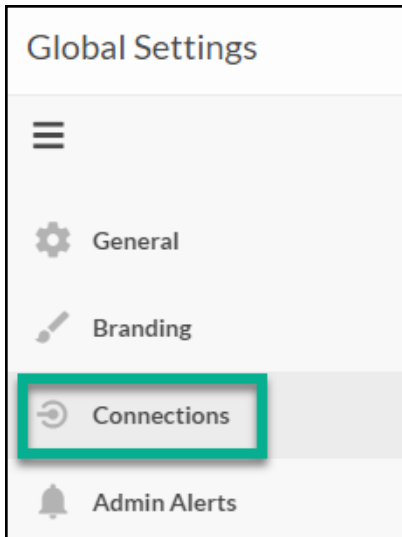 Global Settings
General
Branding
Connections
Admin Alerts